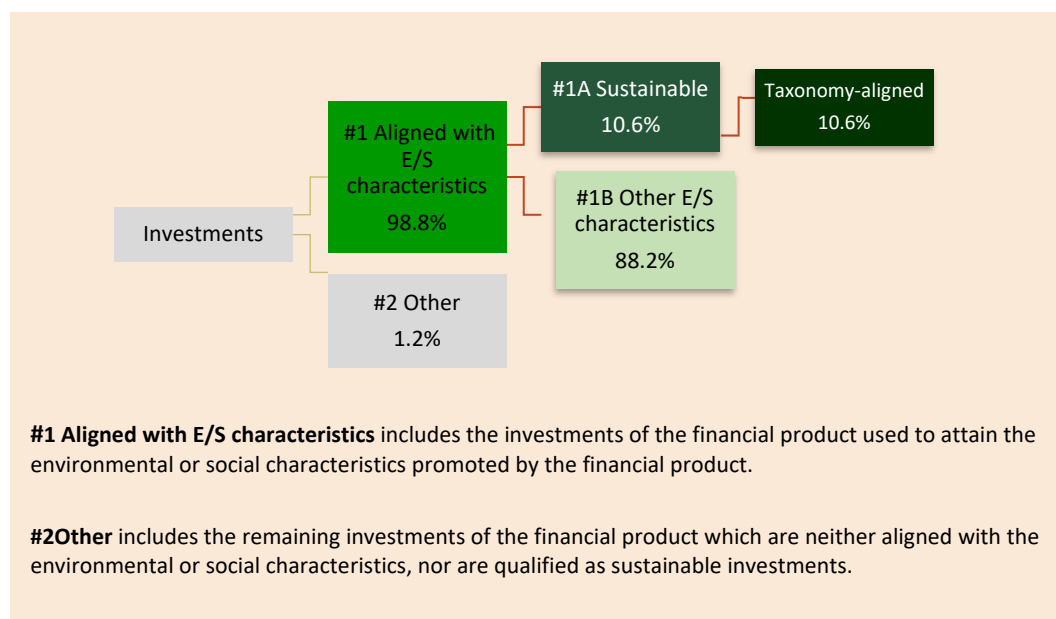 #1A Sustainable
10.6%
Taxonomy-aligned
10.6%
#1 Aligned with
E/S
characteristics
98.8%
#1B Other E/S
characteristics
88.2%
Investments
#2 Other
1.2%
#1 Aligned with E/S characteristics includes the investments of the financial product used to attain the
environmental or social characteristics promoted by the financial product.
#2Other includes the remaining investments of the financial product which are neither aligned with the
environmental or social characteristics, nor are qualified as sustainable investments.